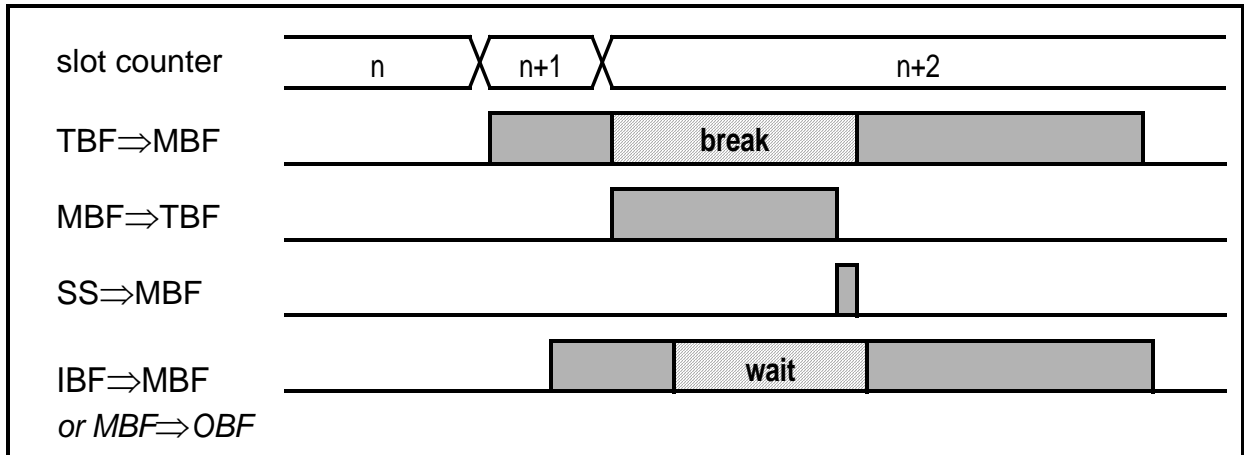 slot counter n n+1 n+2
TBF⇒MBF break
MBF⇒TBF
SS⇒MBF
IBF⇒MBF wait
or MBF⇒OBF